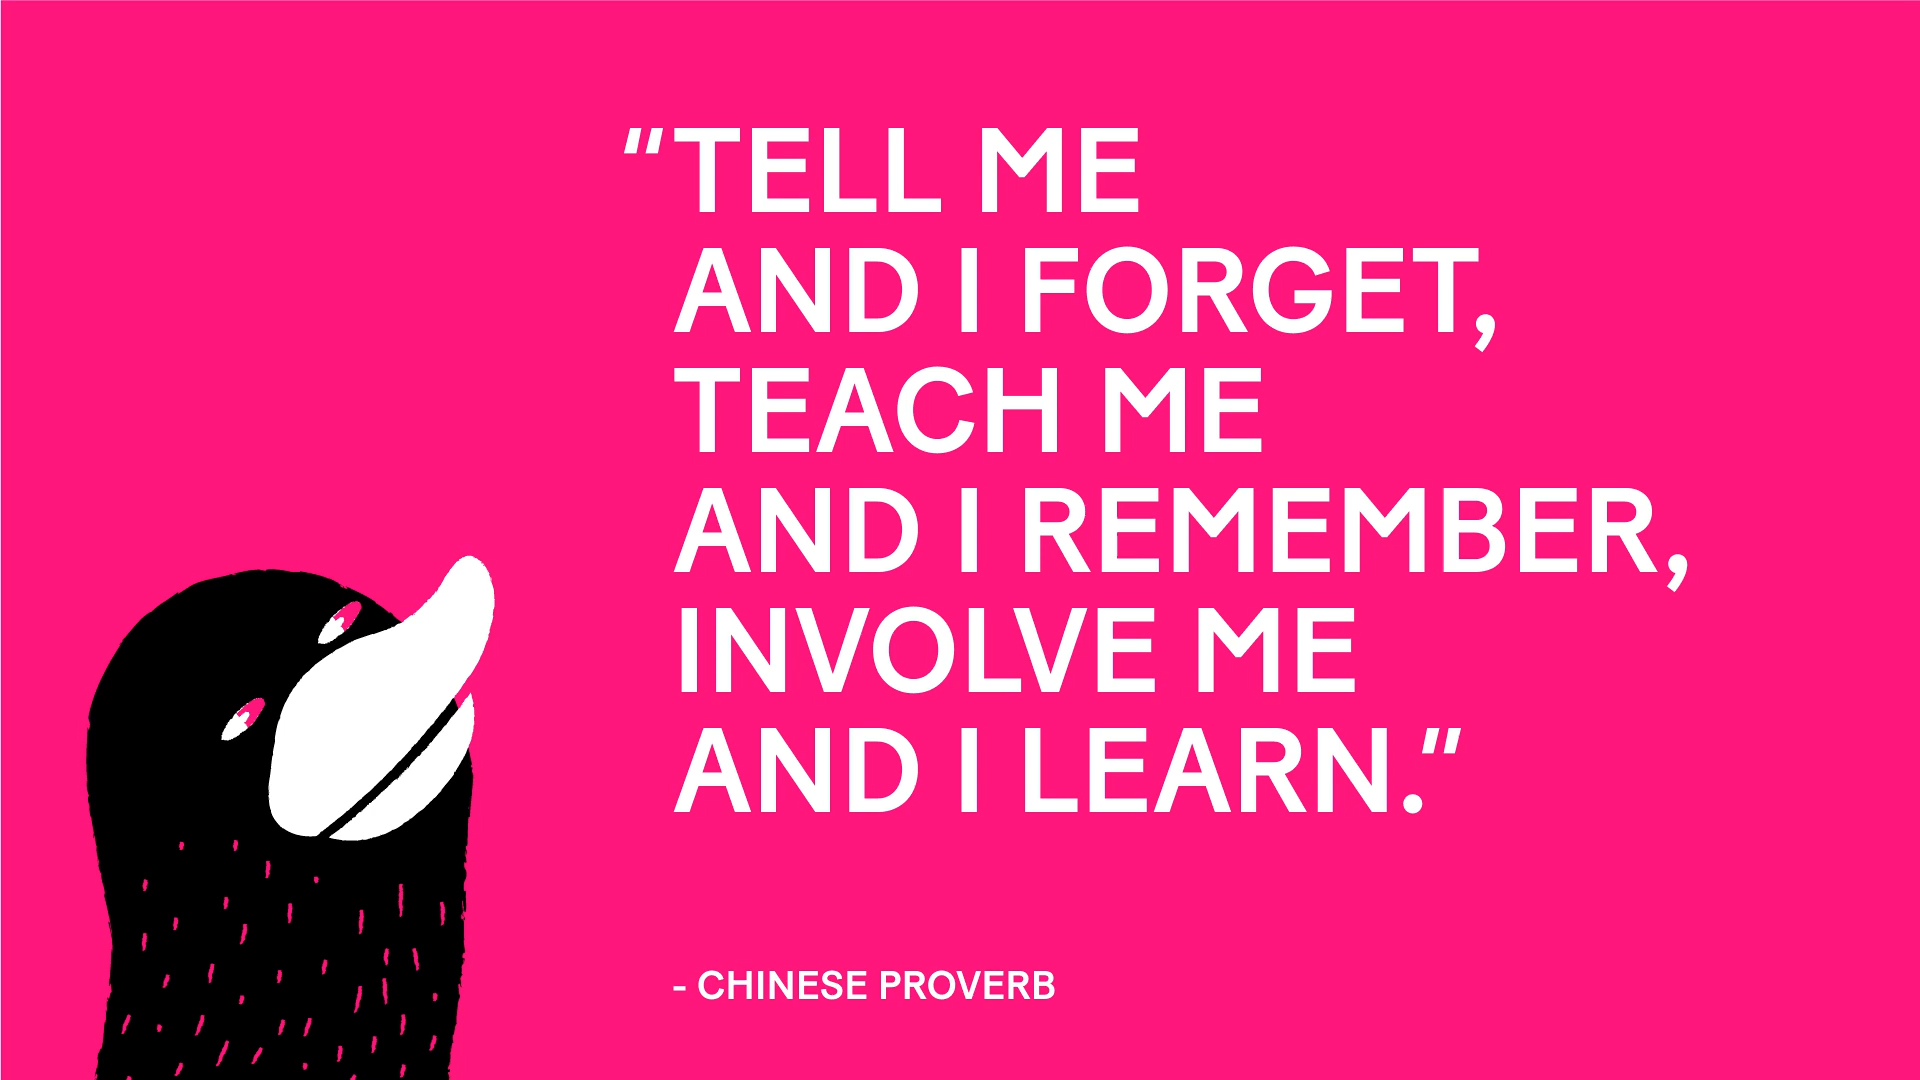 "TELL ME
AND I FORGET,
TEACH ME
AND I REMEMBER,
INVOLVE ME
AND I LEARN."
- CHINESE PROVERB